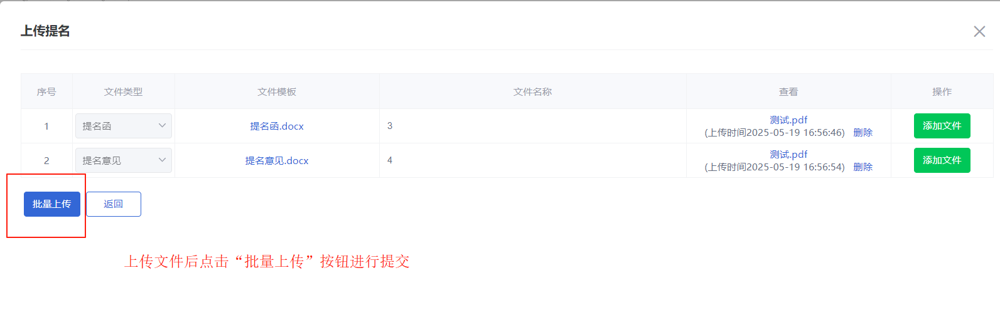 上传提名
序号 文件类型 文件模板 文件名称 查看 操作
1 提名函 提名函.docx 3 测试.pdf 添加文件
(上传时间2025-05-19 16:56:46) 删除
2 提名意见 提名意见.docx 4 测试.pdf 添加文件
(上传时间2025-05-19 16:56:54) 删除
批量上传 返回
上传文件后点击“批量上传”按钮进行提交